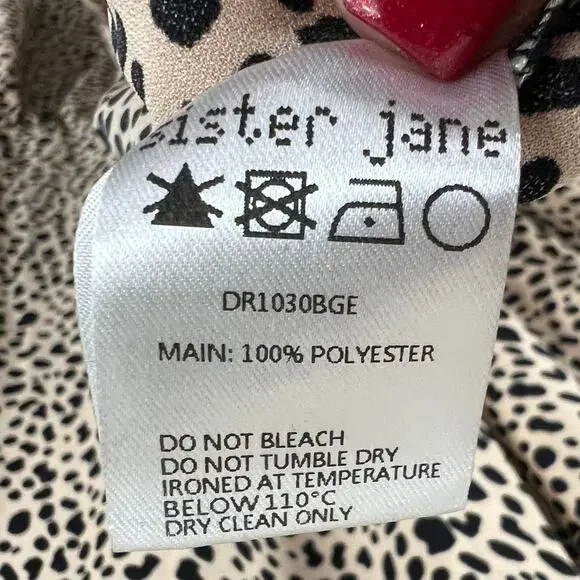 sister jane
DR1030BGE
MAIN: 100% POLYESTER
DO NOT BLEACH
DO NOT TUMBLE DRY
IRONED AT TEMPERATURE
BELOW 110°C
DRY CLEAN ONLY